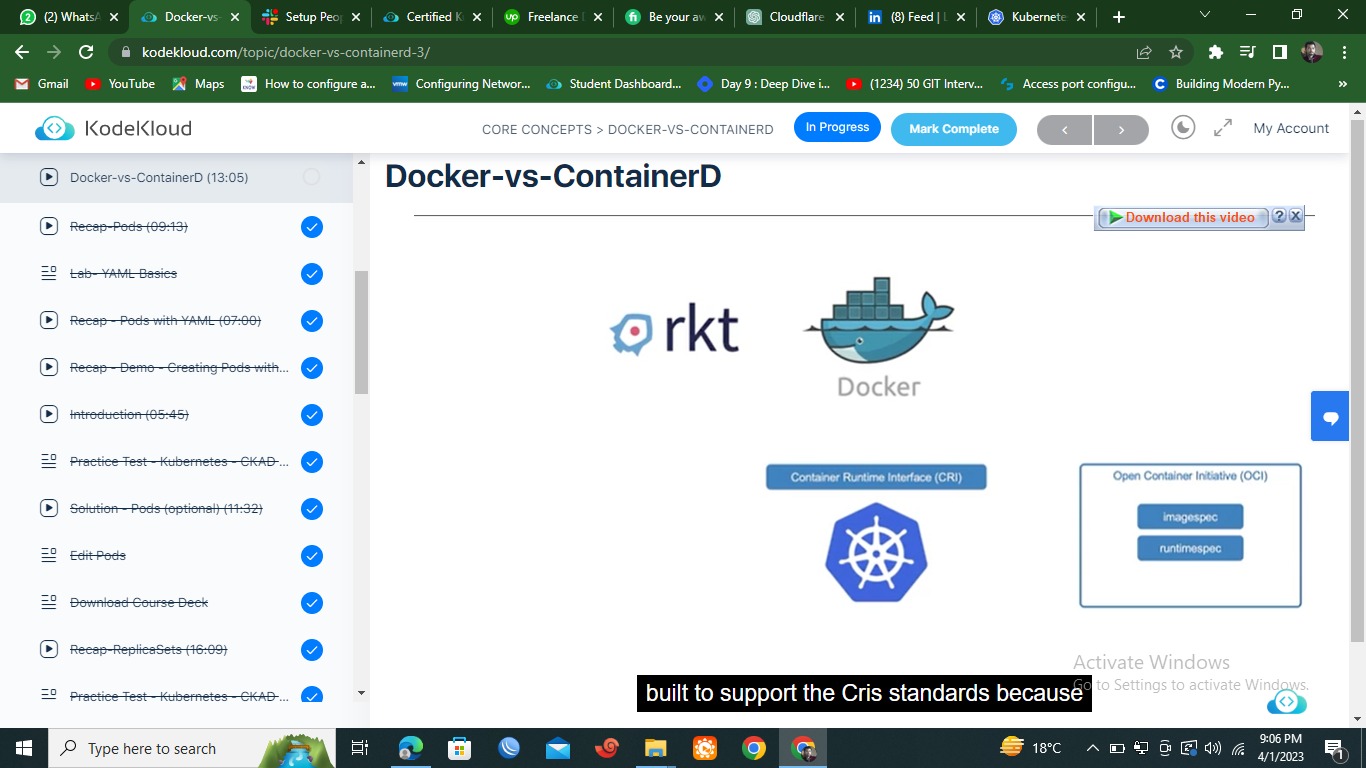 (2) WhatsA
Docker-vs-
Setup Peop
Certified K
Freelance
Be your aw
Cloudflare
(8) Feed | L
Kubernete
kodekloud.com/topic/docker-vs-containerd-3/
Gmail
YouTube
Maps
How to configure a...
Configuring Networ...
Student Dashboard...
Day 9 : Deep Dive i...
(1234) 50 GIT Interv...
Access port configu...
Building Modern Py...
KodeKloud
CORE CONCEPTS > DOCKER-VS-CONTAINERD
In Progress
Mark Complete
My Account
Docker-vs-ContainerD (13:05)
Recap-Pods (09:13)
Lab- YAML Basics
Recap - Pods with YAML (07:00)
Recap - Demo - Creating Pods with...
Introduction (05:45)
Practice Test - Kubernetes - CKAD ...
Solution - Pods (optional) (11:32)
Edit Pods
Download Course Deck
Recap-ReplicaSets (16:09)
Practice Test - Kubernetes - CKAD ...
Docker-vs-ContainerD
Download this video
rkt
Docker
Container Runtime Interface (CRI)
Open Container Initiative (OCI)
imagespec
runtimespec
Activate Windows
Go to Settings to activate Windows.
built to support the Cris standards because
Type here to search
18°C
9:06 PM
4/1/2023
1